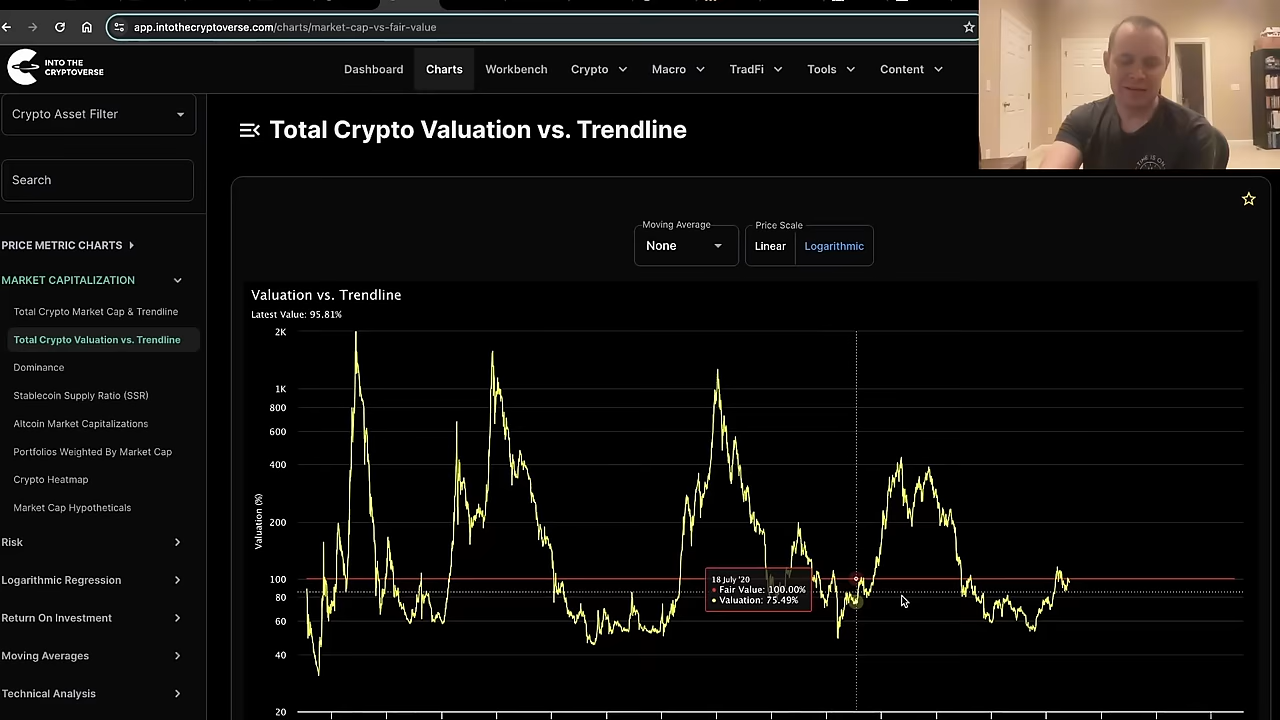 app.intothecryptoverse.com/charts/market-cap-vs-fair-value
INTO THE
CRYPTOVERSE
Dashboard Charts Workbench Crypto Macro TradFi Tools Content
Crypto Asset Filter
Search
PRICE METRIC CHARTS
MARKET CAPITALIZATION
Total Crypto Market Cap & Trendline
Total Crypto Valuation vs. Trendline
Dominance
Stablecoin Supply Ratio (SSR)
Altcoin Market Capitalizations
Portfolios Weighted By Market Cap
Crypto Heatmap
Market Cap Hypotheticals
Risk
Logarithmic Regression
Return On Investment
Moving Averages
Technical Analysis
Total Crypto Valuation vs. Trendline
Moving Average
None
Price Scale
Linear Logarithmic
Valuation vs. Trendline
Latest Value: 95.81%
2K
1K
800
600
400
200
100
80
60
40
20
Valuation (%)
18 July '20
Fair Value: 100.00%
Valuation: 75.49%
TIME IS ON